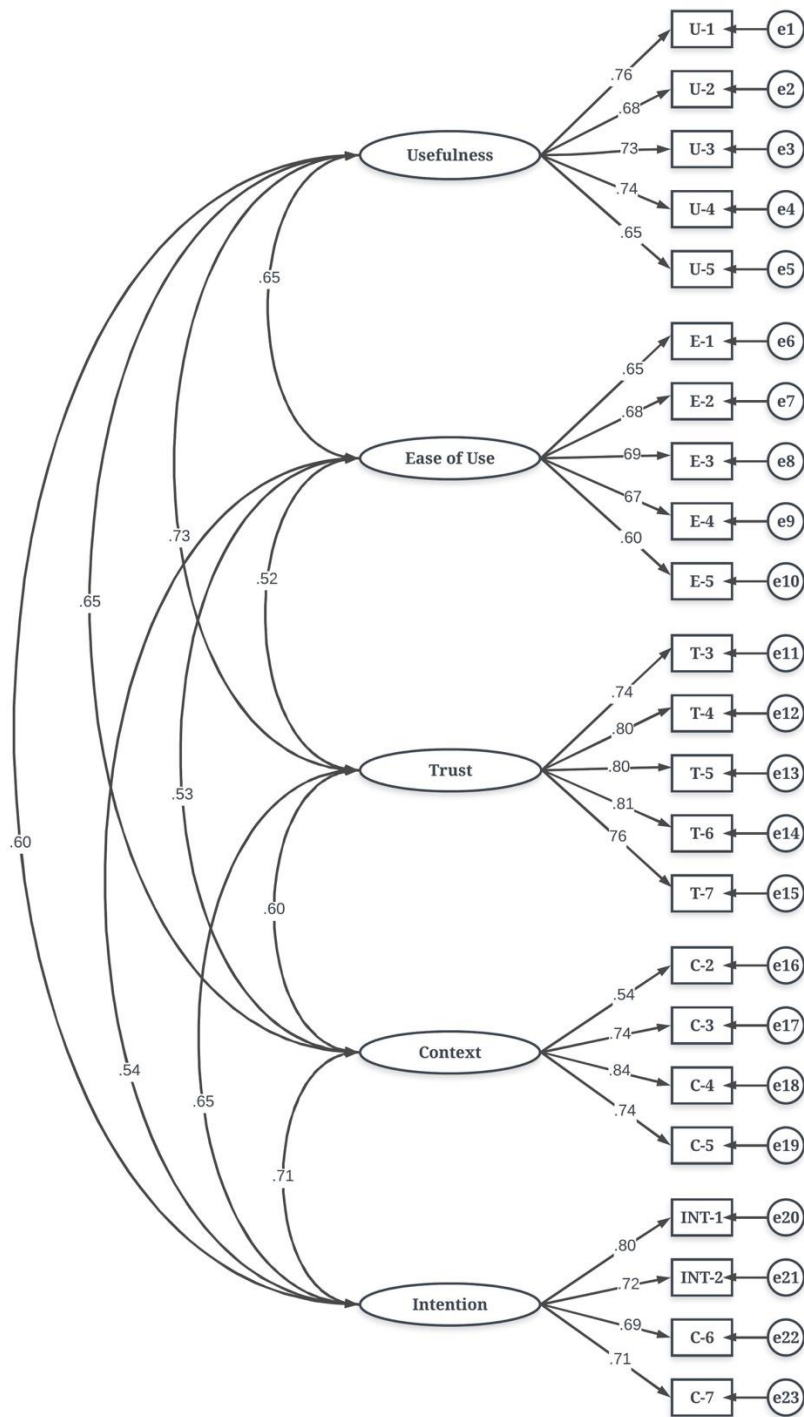 U-1
e1
.76
U-2
e2
.68
Usefulness
.73
U-3
e3
.74
U-4
e4
.65
U-5
e5
.65
E-1
e6
.65
E-2
e7
.68
Ease of Use
.69
E-3
e8
.67
E-4
e9
.60
E-5
e10
.73
.52
.65
T-3
e11
.74
T-4
e12
.80
Trust
.80
T-5
e13
.81
T-6
e14
76
T-7
e15
.53
.60
.60
C-2
e16
.54
C-3
e17
.74
Context
.84
C-4
e18
.74
C-5
e19
.54
.65
.71
INT-1
e20
.80
INT-2
e21
.72
Intention
.69
C-6
e22
.71
C-7
e23